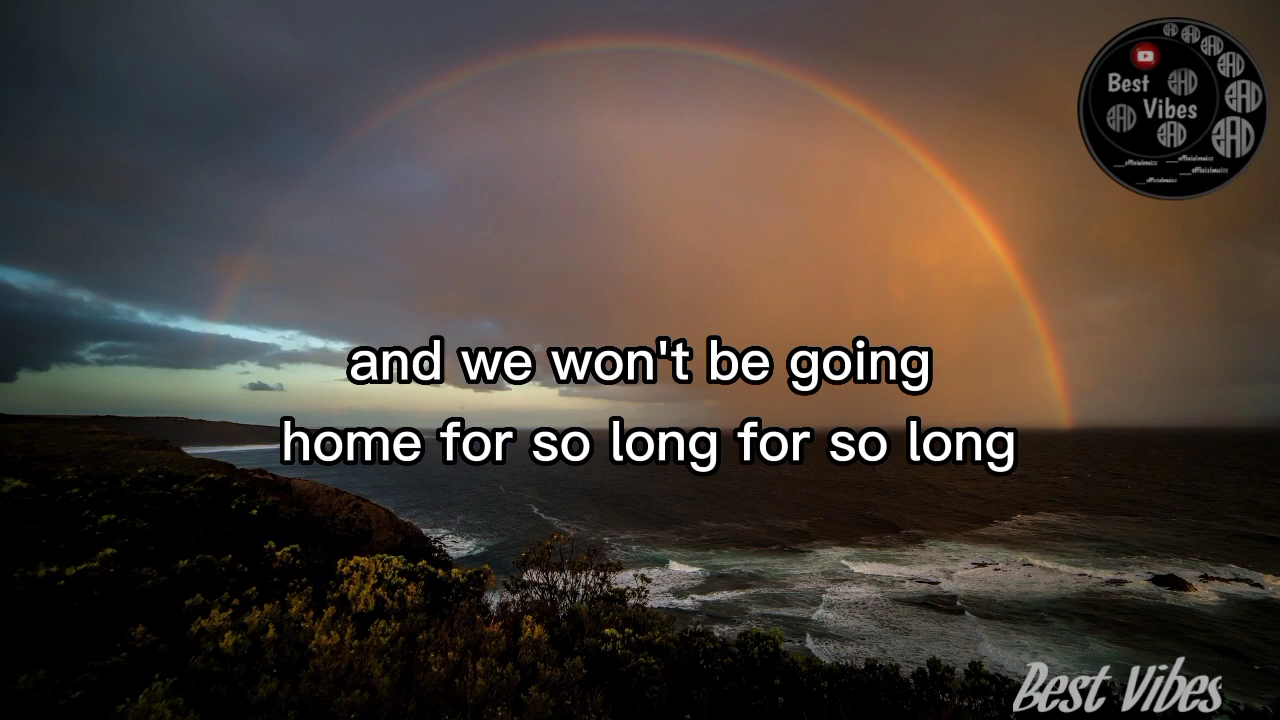 Best
Vibes
and we won't be going
home for so long for so long
Best Vibes